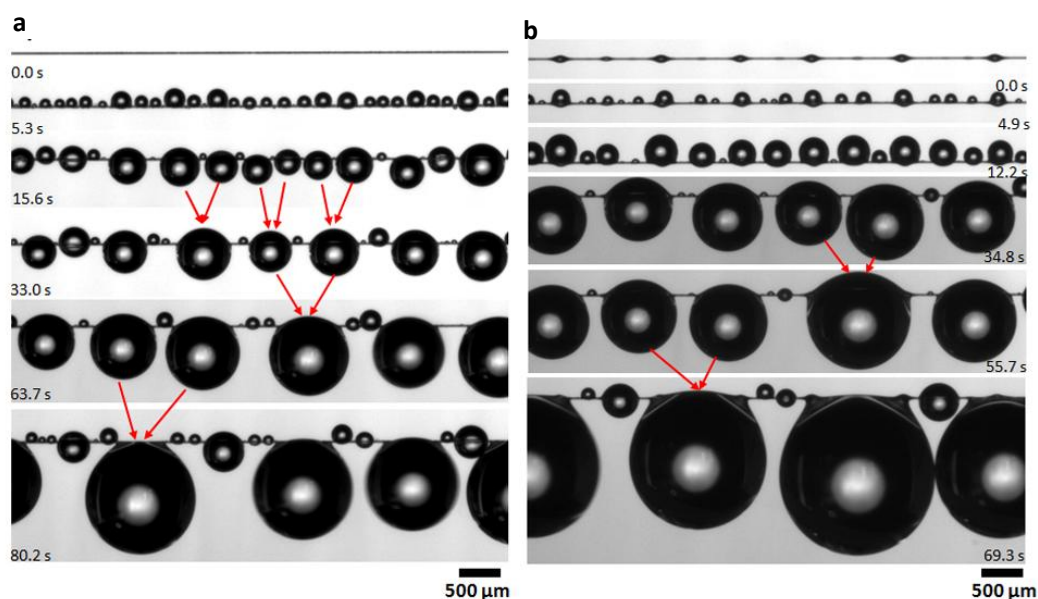 a
0.0 s
5.3 s
15.6 s
33.0 s
63.7 s
80.2 s
500 µm
b
0.0 s
4.9 s
12.2 s
34.8 s
55.7 s
69.3 s
500 µm